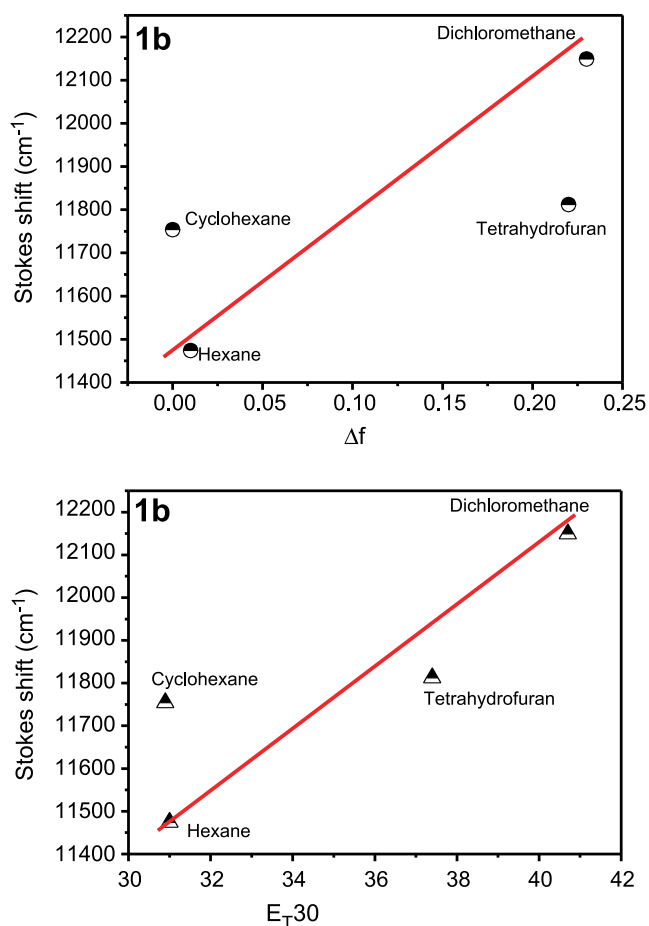 1b
Dichloromethane
Cyclohexane
Tetrahydrofuran
Hexane
Stokes shift (cm⁻¹)
12200
12100
12000
11900
11800
11700
11600
11500
11400
0.00 0.05 0.10 0.15 0.20 0.25
Δf
1b
Dichloromethane
Cyclohexane
Tetrahydrofuran
Hexane
Stokes shift (cm⁻¹)
12200
12100
12000
11900
11800
11700
11600
11500
11400
30 32 34 36 38 40 42
E_T30